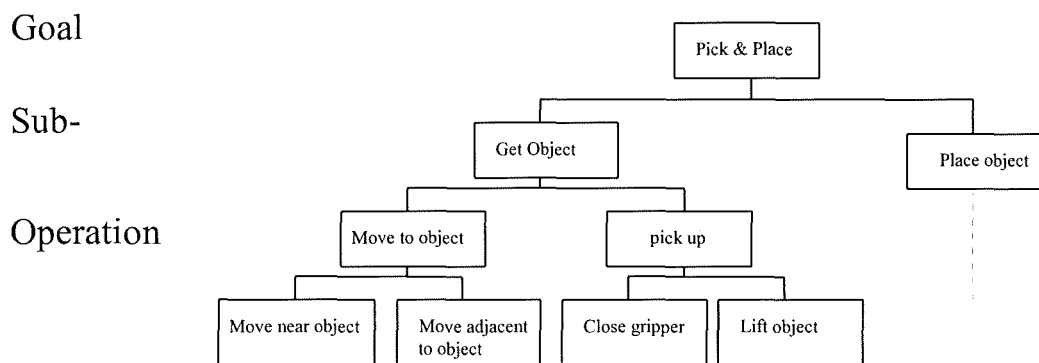 Goal
Pick & Place
Sub-
Get Object
Place object
Operation
Move to object
pick up
Move near object
Move adjacent
to object
Close gripper
Lift object